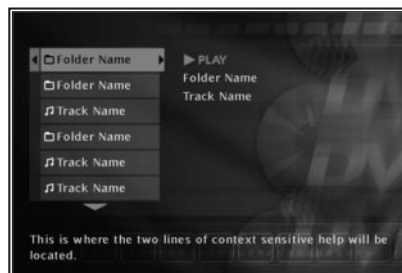 Folder Name
Folder Name
Track Name
Folder Name
Track Name
Track Name
PLAY
Folder Name
Track Name
This is where the two lines of context sensitive help will be
located.